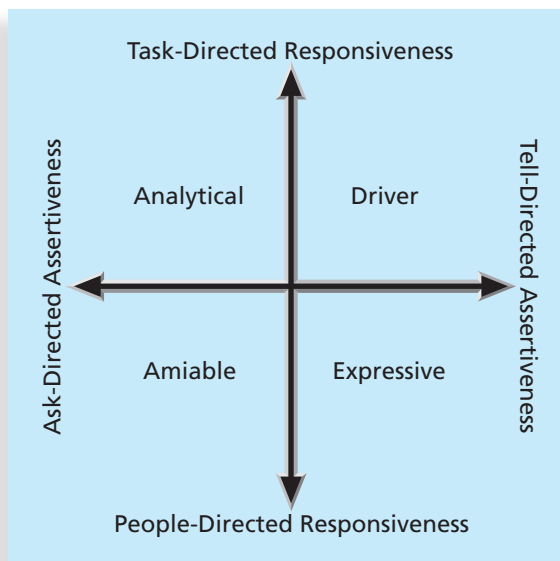 Task-Directed Responsiveness
Ask-Directed Assertiveness
Tell-Directed Assertiveness
Analytical
Driver
Amiable
Expressive
People-Directed Responsiveness